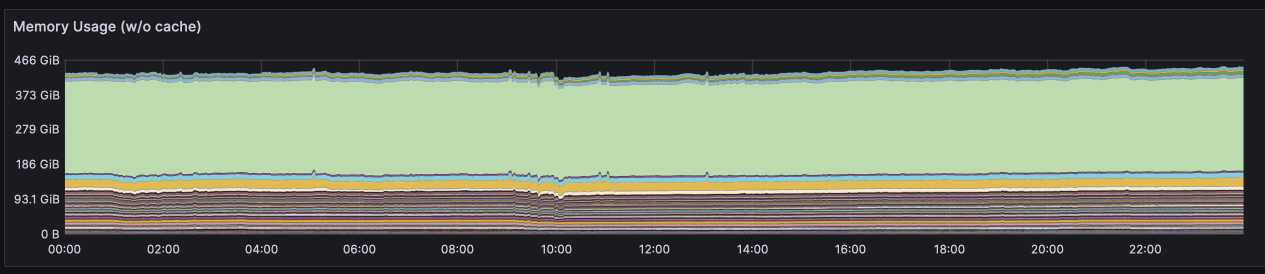 Memory Usage (w/o cache)
466 GiB
373 GiB
279 GiB
186 GiB
93.1 GiB
0 B
00:00 02:00 04:00 06:00 08:00 10:00 12:00 14:00 16:00 18:00 20:00 22:00